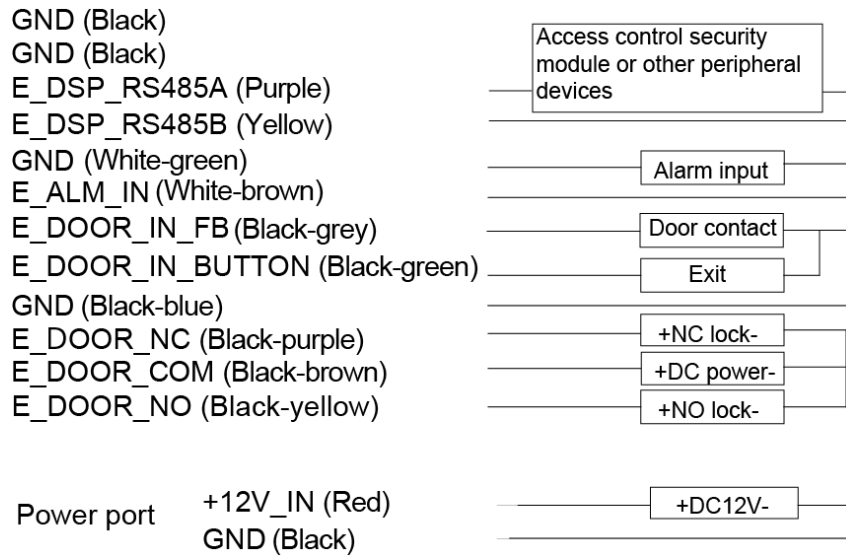 GND (Black)
GND (Black)
E_DSP_RS485A (Purple)
E_DSP_RS485B (Yellow)
GND (White-green)
E_ALM_IN (White-brown)
E_DOOR_IN_FB (Black-grey)
E_DOOR_IN_BUTTON (Black-green)
GND (Black-blue)
E_DOOR_NC (Black-purple)
E_DOOR_COM (Black-brown)
E_DOOR_NO (Black-yellow)
Access control security
module or other peripheral
devices
Alarm input
Door contact
Exit
+NC lock-
+DC power-
+NO lock-
Power port
+12V_IN (Red)
GND (Black)
+DC12V-